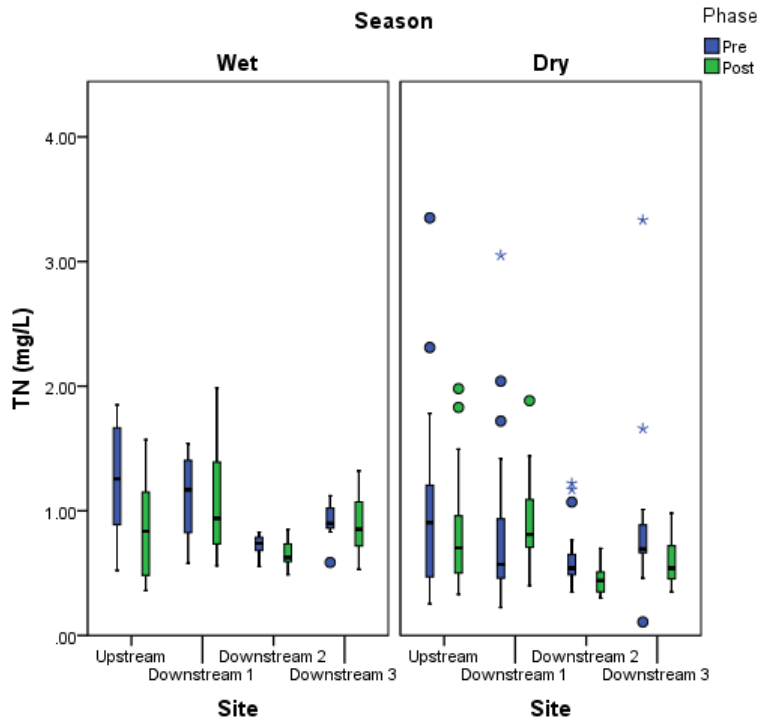 Season
Phase
Pre
Post
Wet
Dry
TN (mg/L)
4.00
3.00
2.00
1.00
.00
Upstream
Downstream 1
Downstream 2
Downstream 3
Upstream
Downstream 1
Downstream 2
Downstream 3
Site
Site